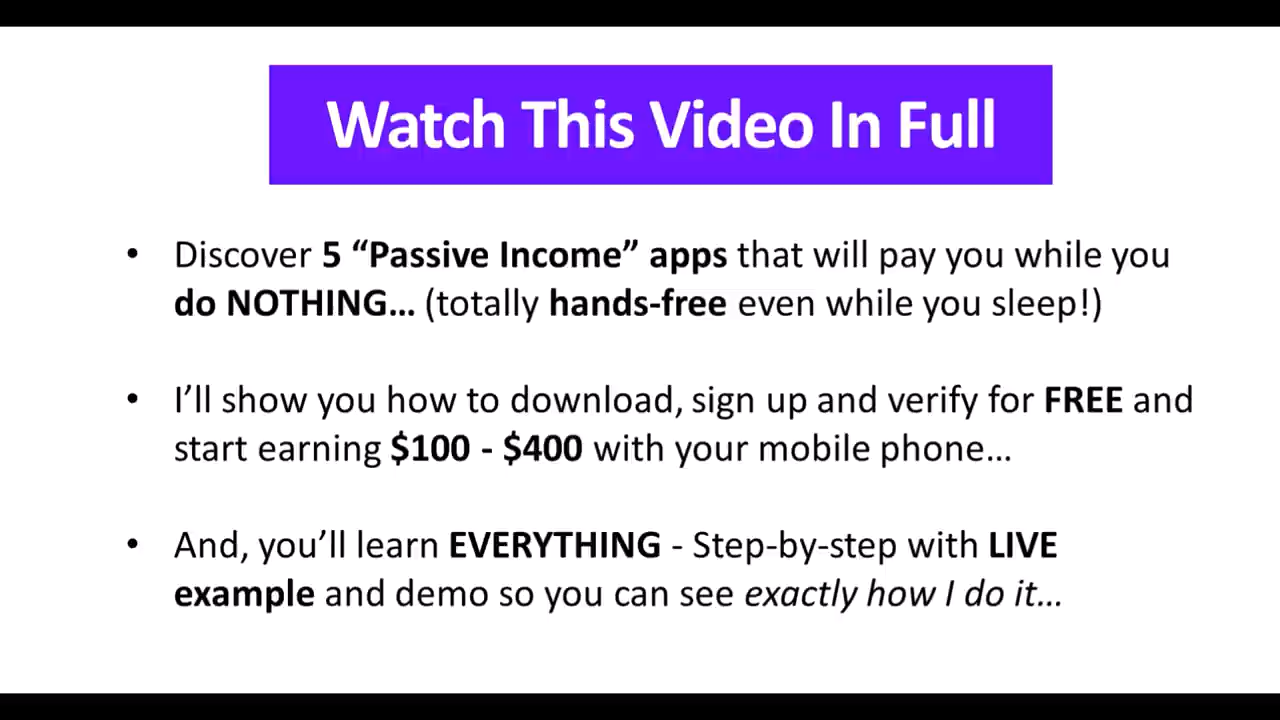 Watch This Video In Full
• Discover 5 “Passive Income” apps that will pay you while you
do NOTHING... (totally hands-free even while you sleep!)
• I’ll show you how to download, sign up and verify for FREE and
start earning $100 - $400 with your mobile phone...
• And, you’ll learn EVERYTHING - Step-by-step with LIVE
example and demo so you can see exactly how I do it...